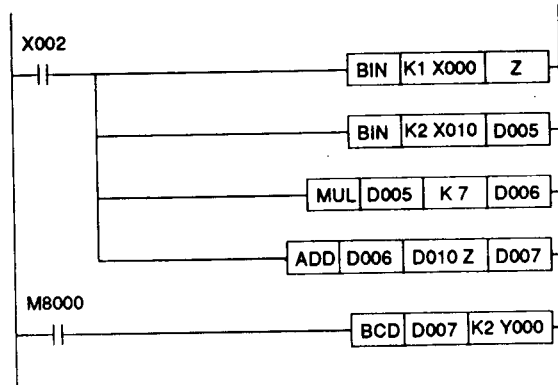 X002
BIN K1 X000 Z
BIN K2 X010 D005
MUL D005 K 7 D006
ADD D006 D010 Z D007
M8000
BCD D007 K2 Y000